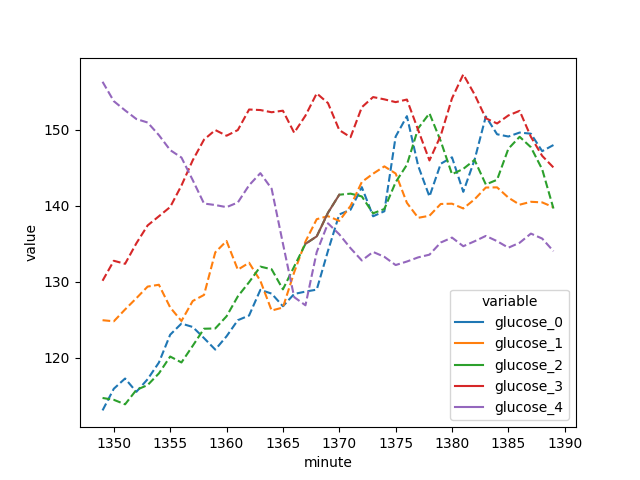 value
150
140
130
120
1350 1355 1360 1365 1370 1375 1380 1385 1390
minute
variable
glucose_0
glucose_1
glucose_2
glucose_3
glucose_4